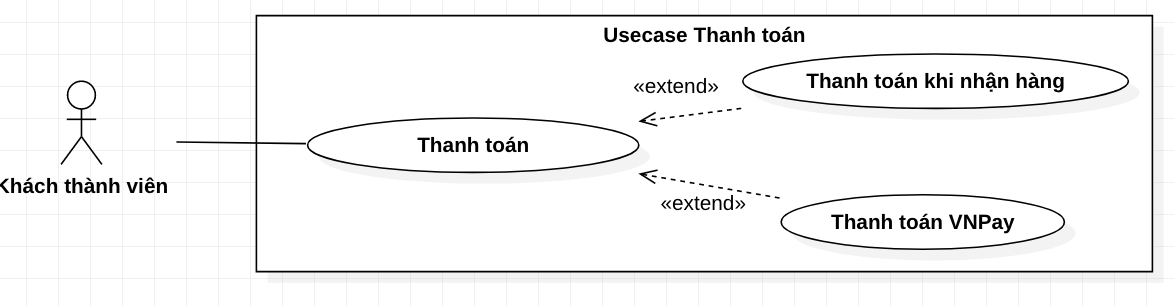 Usecase Thanh toán
Thanh toán khi nhận hàng
«extend»
Thanh toán
Khách thành viên
«extend»
Thanh toán VNPay